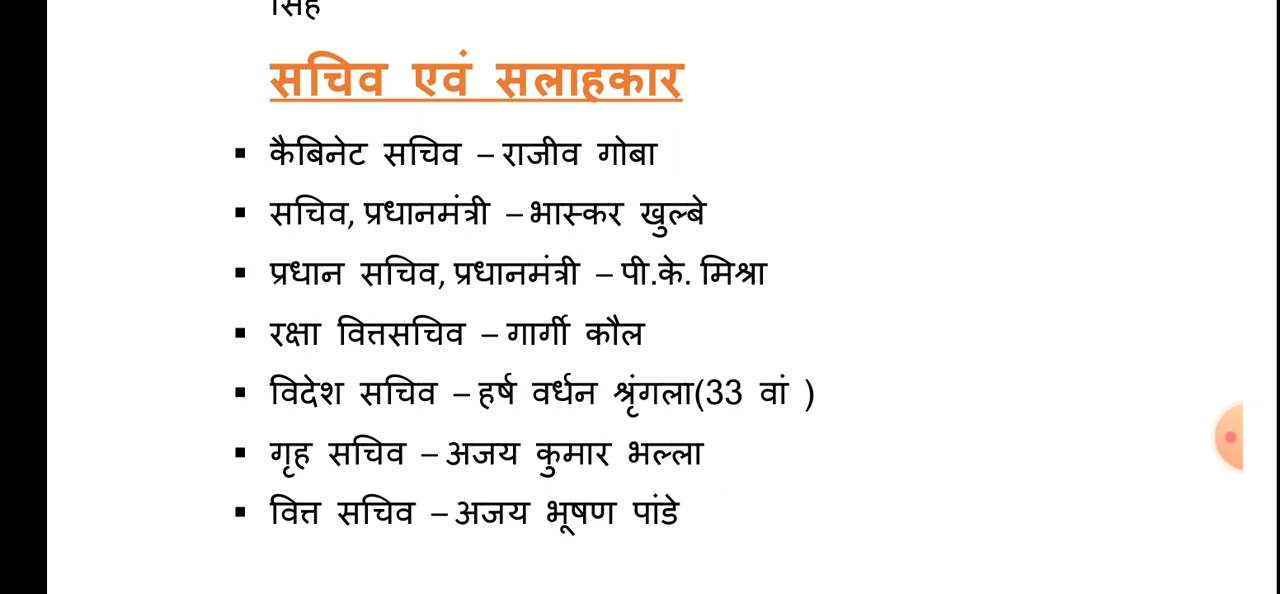 सिंह
सचिव एवं सलाहकार
▪ कैबिनेट सचिव – राजीव गोबा
▪ सचिव, प्रधानमंत्री – भास्कर खुल्बे
▪ प्रधान सचिव, प्रधानमंत्री – पी.के. मिश्रा
▪ रक्षा वित्तसचिव – गार्गी कौल
▪ विदेश सचिव – हर्ष वर्धन श्रृंगला(33 वां )
▪ गृह सचिव – अजय कुमार भल्ला
▪ वित्त सचिव – अजय भूषण पांडे